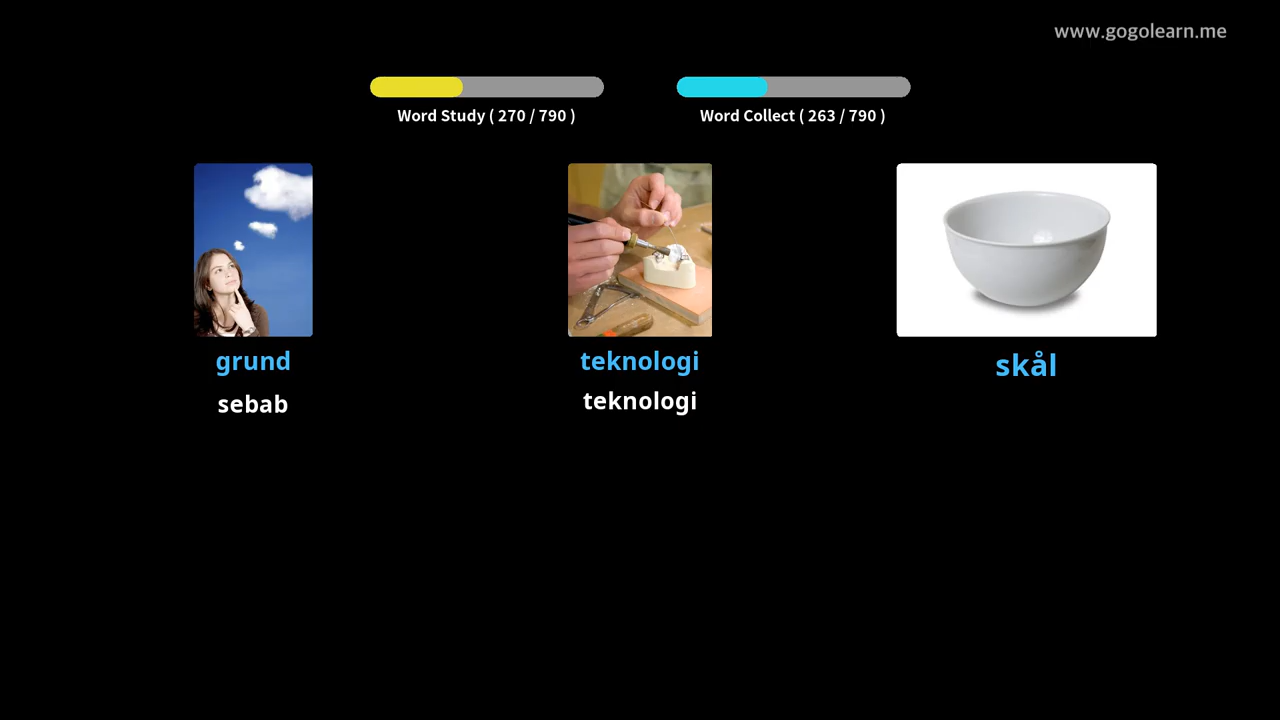 www.gogolearn.me
Word Study ( 270 / 790 )
Word Collect ( 263 / 790 )
grund
sebab
teknologi
teknologi
skål